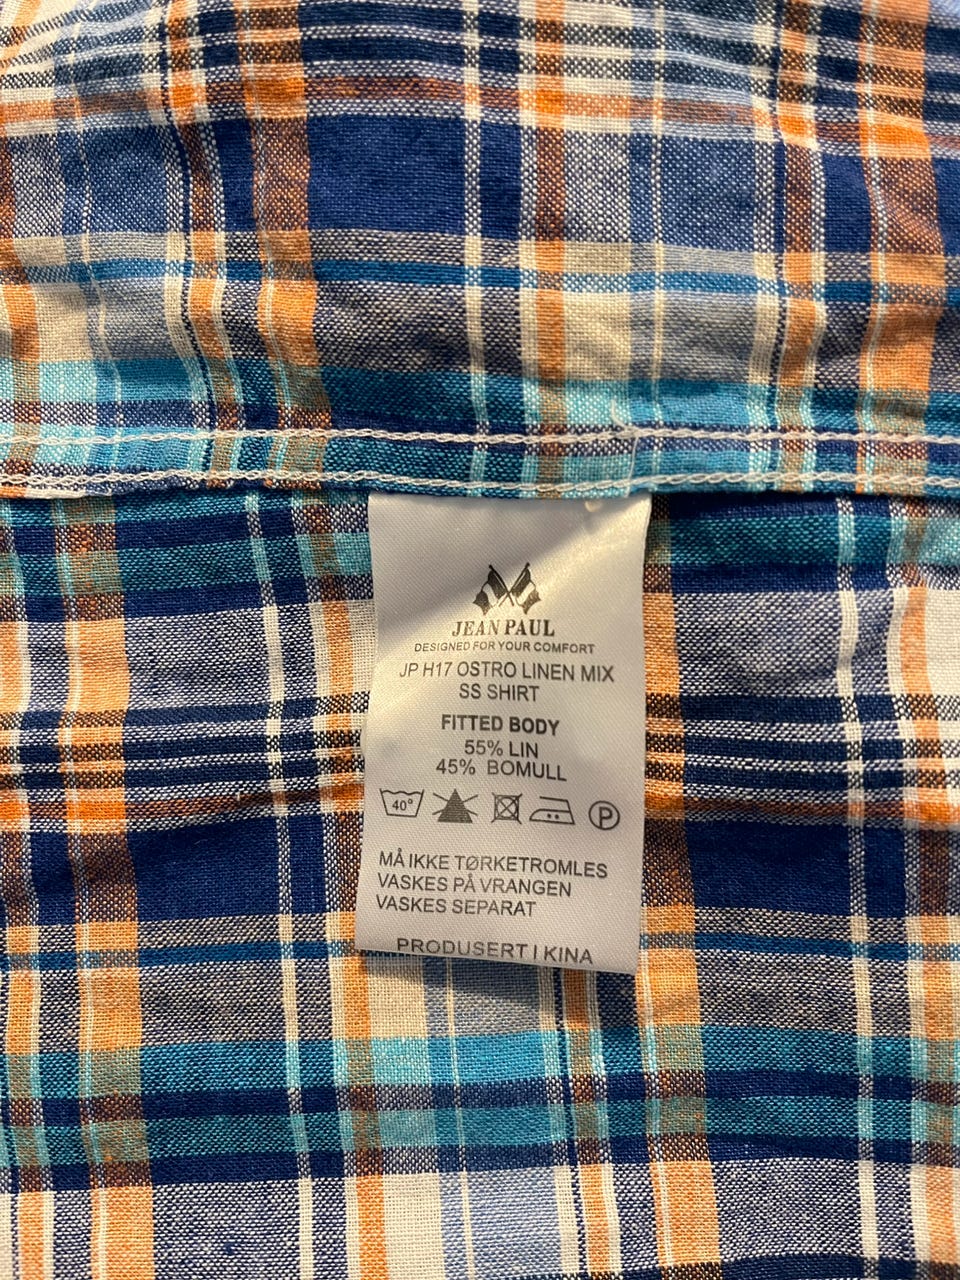 JEAN PAUL
DESIGNED FOR YOUR COMFORT
JP H17 OSTRO LINEN MIX
SS SHIRT
FITTED BODY
55% LIN
45% BOMULL
40° P
MÅ IKKE TØRKETROMLES
VASKES PÅ VRANGEN
VASKES SEPARAT
PRODUSERT I KINA